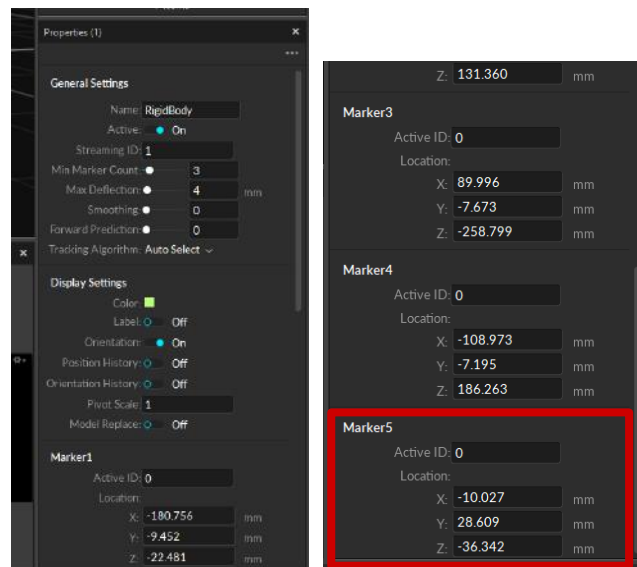 Properties (1)
General Settings
Name: RigidBody
Active: On
Streaming ID: 1
Min Marker Count: 3
Max Deflection: 4 mm
Smoothing: 0
Forward Prediction: 0
Tracking Algorithm: Auto Select
Display Settings
Color:
Label: Off
Orientation: On
Position History: Off
Orientation History: Off
Pivot Scale: 1
Model Replace: Off
Marker1
Active ID: 0
Location:
X: -180.756 mm
Y: -9.452 mm
Z: -22.481 mm
Z: 131.360 mm
Marker3
Active ID: 0
Location:
X: 89.996 mm
Y: -7.673 mm
Z: -258.799 mm
Marker4
Active ID: 0
Location:
X: -108.973 mm
Y: -7.195 mm
Z: 186.263 mm
Marker5
Active ID: 0
Location:
X: -10.027 mm
Y: 28.609 mm
Z: -36.342 mm